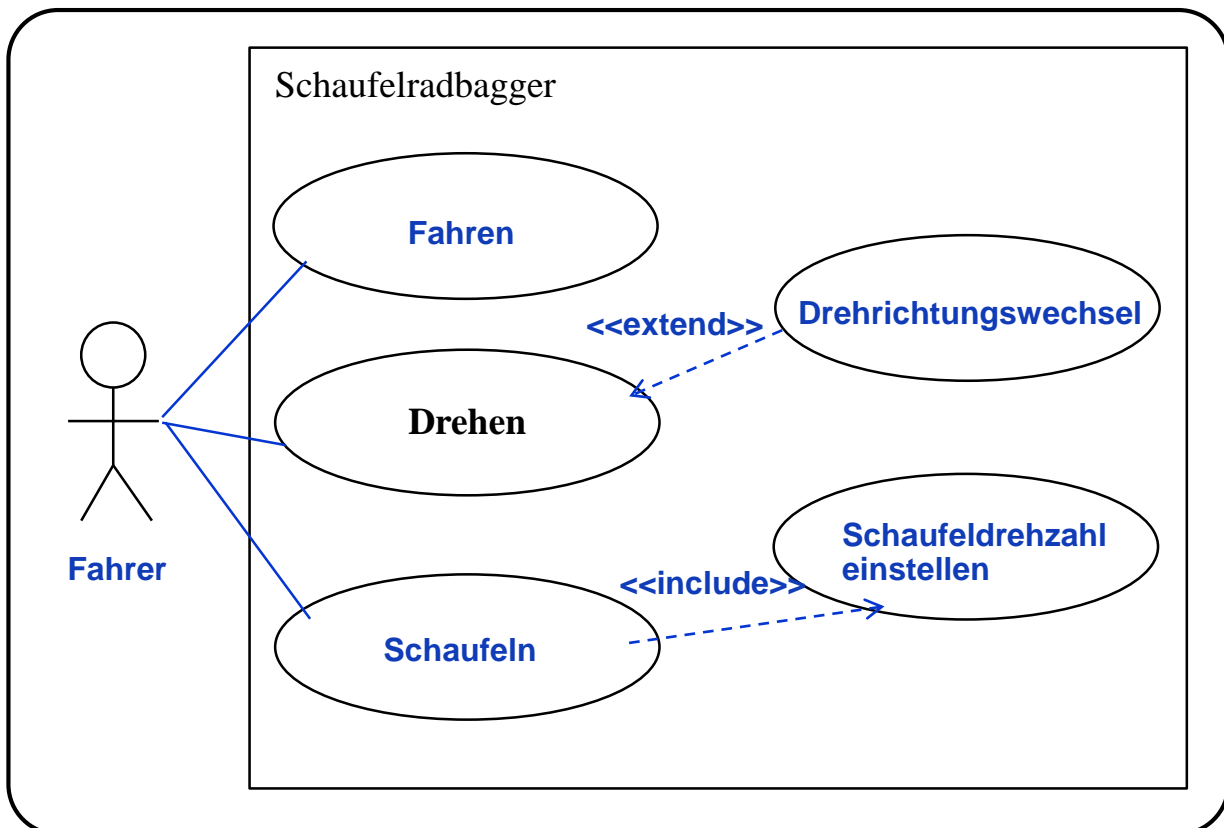 Schaufelradbagger
Fahren
<<extend>>
Drehrichtungswechsel
Drehen
Fahrer
Schaufeldrehzahl
einstellen
<<include>>
Schaufeln